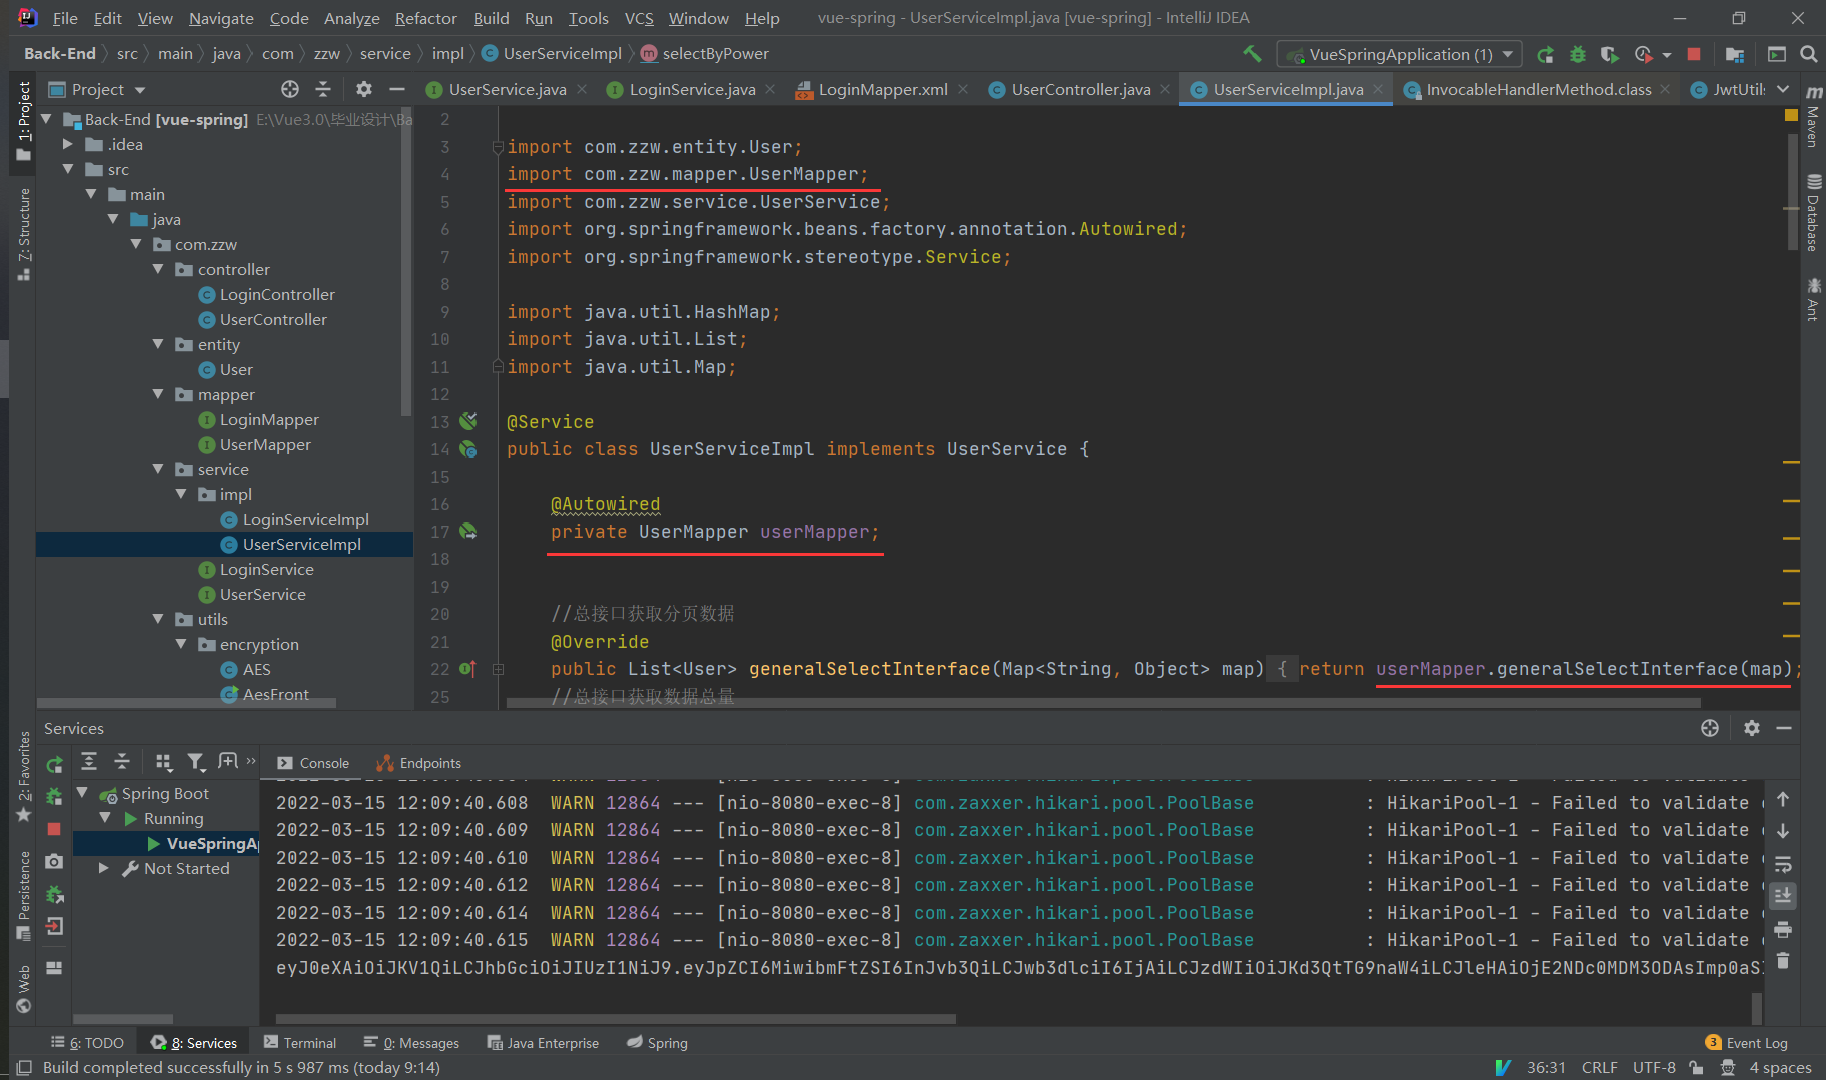 File Edit View Navigate Code Analyze Refactor Build Run Tools VCS Window Help vue-spring - UserServiceImpl.java [vue-spring] - IntelliJ IDEA
Back-End src main java com zzw service impl UserServiceImpl selectByPower VueSpringApplication (1)
Project UserService.java LoginService.java LoginMapper.xml UserController.java UserServiceImpl.java InvocableHandlerMethod.class JwtUtil
1: Project
Z: Structure
2: Favorites
Persistence
Web
Back-End [vue-spring] E:\Vue3.0\毕业设计\Ba
.idea
src
main
java
com.zzw
controller
LoginController
UserController
entity
User
mapper
LoginMapper
UserMapper
service
impl
LoginServiceImpl
UserServiceImpl
LoginService
UserService
utils
encryption
AES
AesFront
2
3 import com.zzw.entity.User;
4 import com.zzw.mapper.UserMapper;
5 import com.zzw.service.UserService;
6 import org.springframework.beans.factory.annotation.Autowired;
7 import org.springframework.stereotype.Service;
8
9 import java.util.HashMap;
10 import java.util.List;
11 import java.util.Map;
12
13 @Service
14 public class UserServiceImpl implements UserService {
15
16 @Autowired
17 private UserMapper userMapper;
18
19
20 //总接口获取分页数据
21 @Override
22 public List<User> generalSelectInterface(Map<String, Object> map) { return userMapper.generalSelectInterface(map);
25 //总接口获取数据总量
Maven
Database
Ant
Services
Console Endpoints
Spring Boot
Running
VueSpringAp
Not Started
2022-03-15 12:09:40.608 WARN 12864 --- [nio-8080-exec-8] com.zaxxer.hikari.pool.PoolBase : HikariPool-1 - Failed to validate
2022-03-15 12:09:40.609 WARN 12864 --- [nio-8080-exec-8] com.zaxxer.hikari.pool.PoolBase : HikariPool-1 - Failed to validate
2022-03-15 12:09:40.610 WARN 12864 --- [nio-8080-exec-8] com.zaxxer.hikari.pool.PoolBase : HikariPool-1 - Failed to validate
2022-03-15 12:09:40.612 WARN 12864 --- [nio-8080-exec-8] com.zaxxer.hikari.pool.PoolBase : HikariPool-1 - Failed to validate
2022-03-15 12:09:40.614 WARN 12864 --- [nio-8080-exec-8] com.zaxxer.hikari.pool.PoolBase : HikariPool-1 - Failed to validate
2022-03-15 12:09:40.615 WARN 12864 --- [nio-8080-exec-8] com.zaxxer.hikari.pool.PoolBase : HikariPool-1 - Failed to validate
eyJ0eXAiOiJKV1QiLCJhbGciOiJIUzI1NiJ9.eyJpZCI6MiwibmFtZSI6InJvb3QiLCJwb3dlciI6IjAiLCJzdWIiOiJKd3QtTG9naW4iLCJleHAiOjE2NDc0MDM3ODAsImp0aS
6: TODO 8: Services Terminal 0: Messages Java Enterprise Spring 3 Event Log
Build completed successfully in 5 s 987 ms (today 9:14) 36:31 CRLF UTF-8 4 spaces